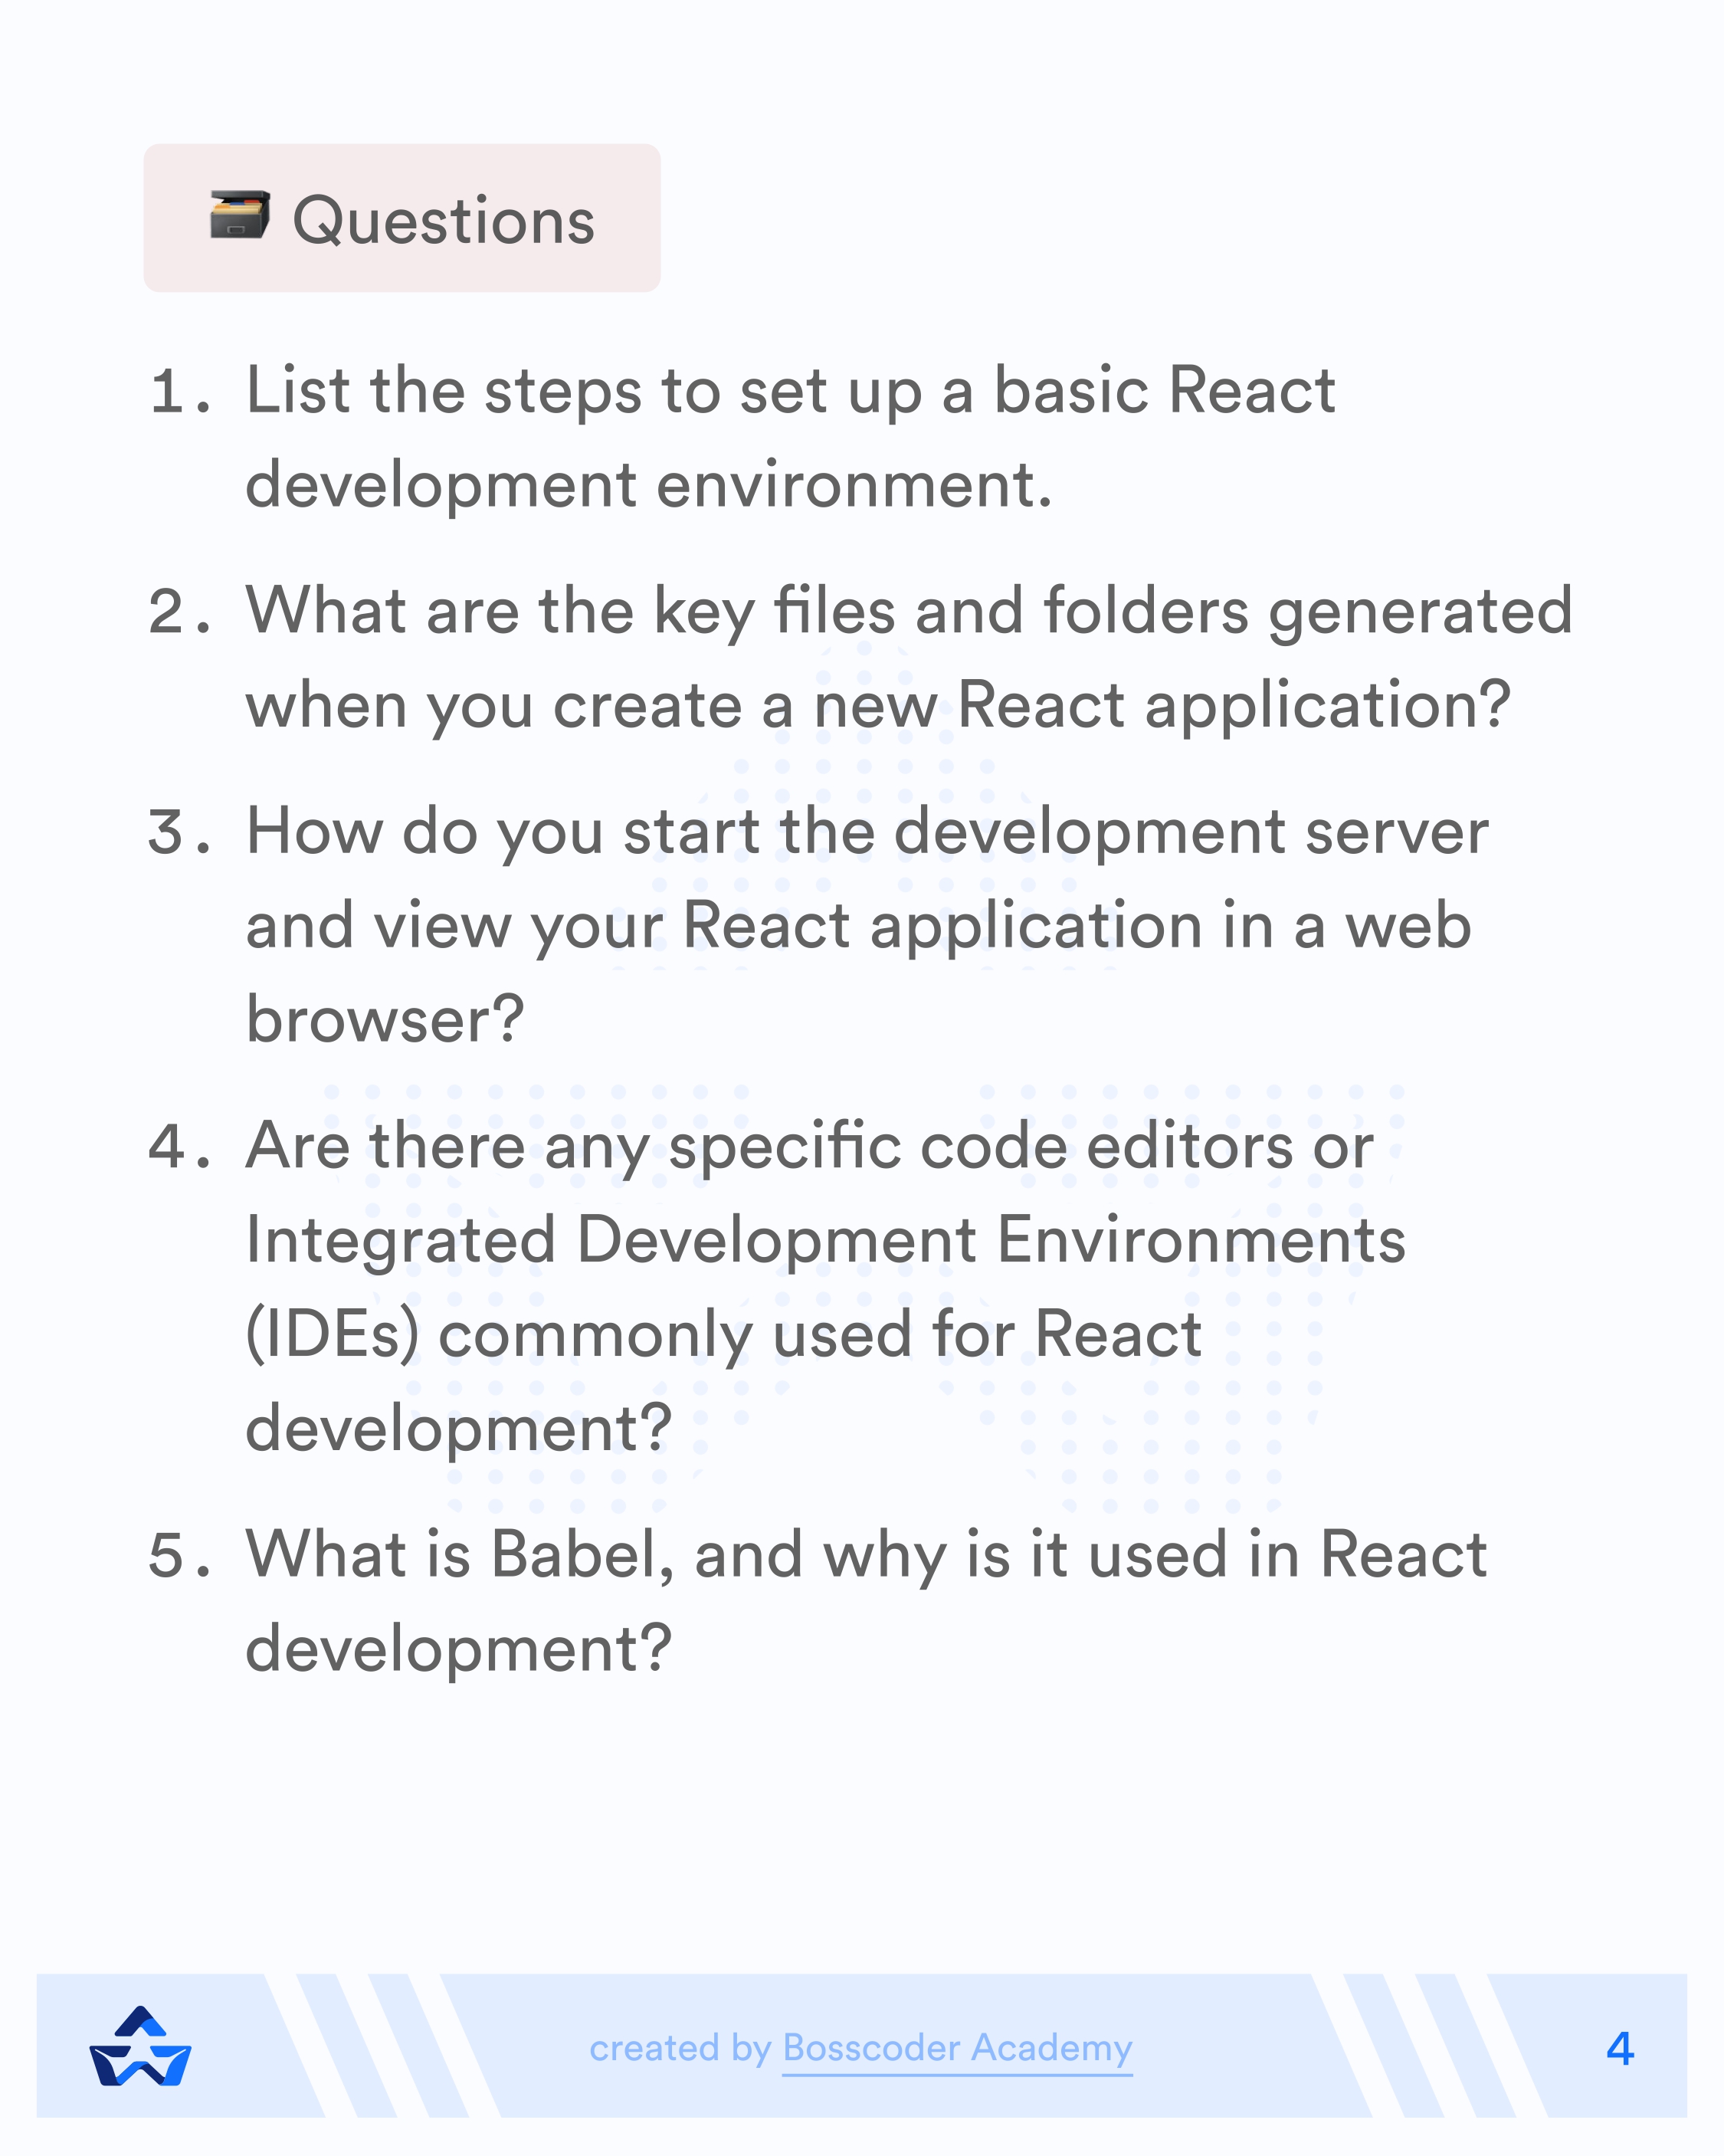 Questions
1. List the steps to set up a basic React
development environment.
2. What are the key files and folders generated
when you create a new React application?
3. How do you start the development server
and view your React application in a web
browser?
4. Are there any specific code editors or
Integrated Development Environments
(IDEs) commonly used for React
development?
5. What is Babel, and why is it used in React
development?
created by Bosscoder Academy
4